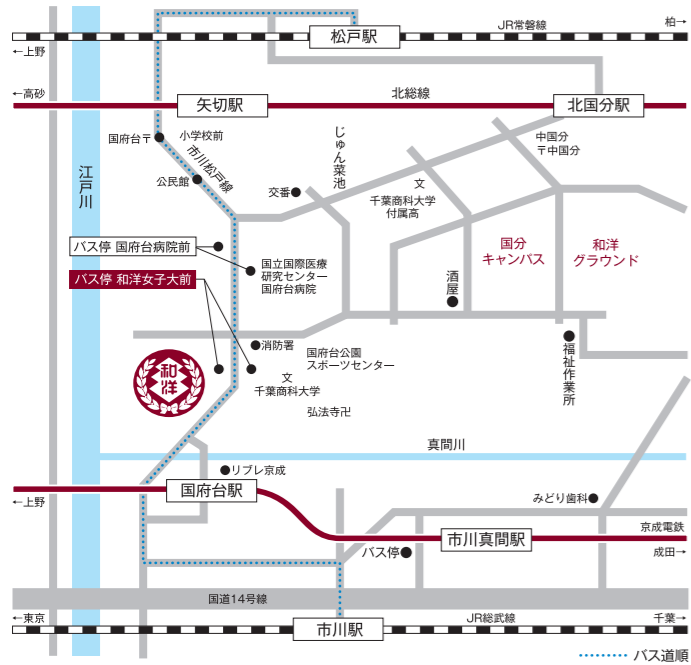 JR常磐線
柏→
松戸駅
←上野
←高砂
北総線
矢切駅
北国分駅
国府台〒
小学校前
市川松戸線
じゅん菜池
中国分
〒中国分
江戸川
公民館
交番
文
千葉商科大学
付属高
バス停 国府台病院前
国立国際医療
研究センター
国府台病院
国分
キャンパス
和洋
グラウンド
バス停 和洋女子大前
酒屋
消防署
国府台公園
スポーツセンター
福祉作業所
和洋
文
千葉商科大学
弘法寺卍
真間川
リブレ京成
国府台駅
←上野
みどり歯科
京成電鉄
市川真間駅
バス停
成田→
国道14号線
←東京
JR総武線
千葉→
市川駅
バス道順